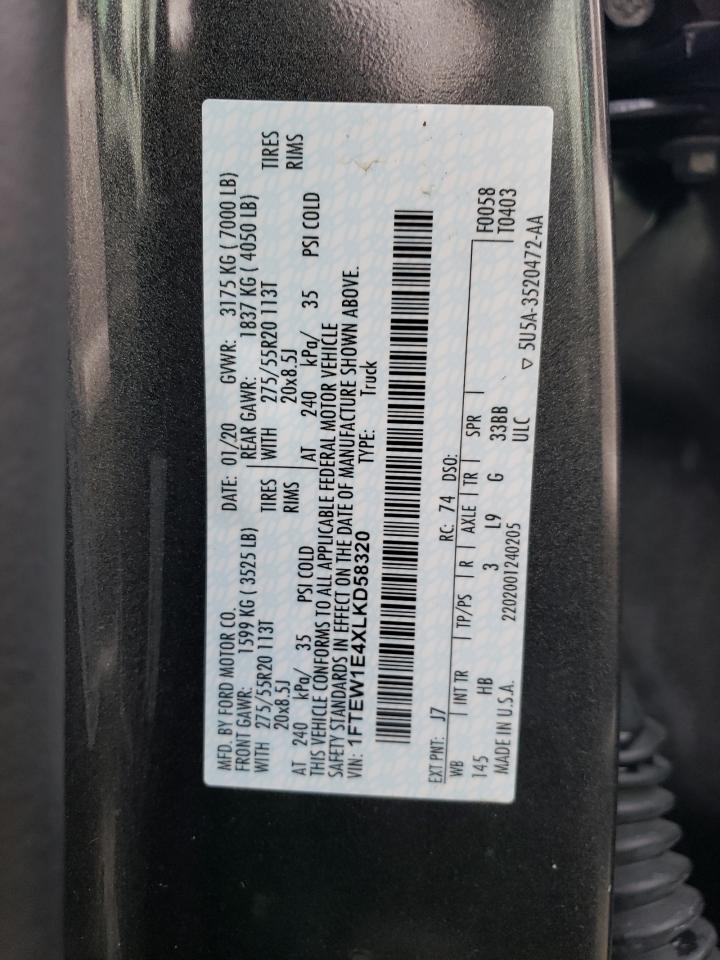 MFD. BY FORD MOTOR CO. DATE: 01/20 GVWR: 3175 KG ( 7000 LB)
FRONT GAWR: 1599 KG ( 3525 LB) REAR GAWR: 1837 KG ( 4050 LB)
WITH 275/55R20 113T TIRES WITH 275/55R20 113T TIRES
20x8.5J RIMS 20x8.5J RIMS
AT 240 kPa/ 35 PSI COLD AT 240 kPa/ 35 PSI COLD
THIS VEHICLE CONFORMS TO ALL APPLICABLE FEDERAL MOTOR VEHICLE
SAFETY STANDARDS IN EFFECT ON THE DATE OF MANUFACTURE SHOWN ABOVE.
VIN: 1FTEW1E4XLKD58320 TYPE: Truck
EXT PNT: J7 RC: 74 DSO: F0058
WB INT TR TP/PS R AXLE TR SPR T0403
145 HB 3 L9 G 33BB
MADE IN U.S.A. 2202001240205 ULC ▽ 5U5A-3520472-AA